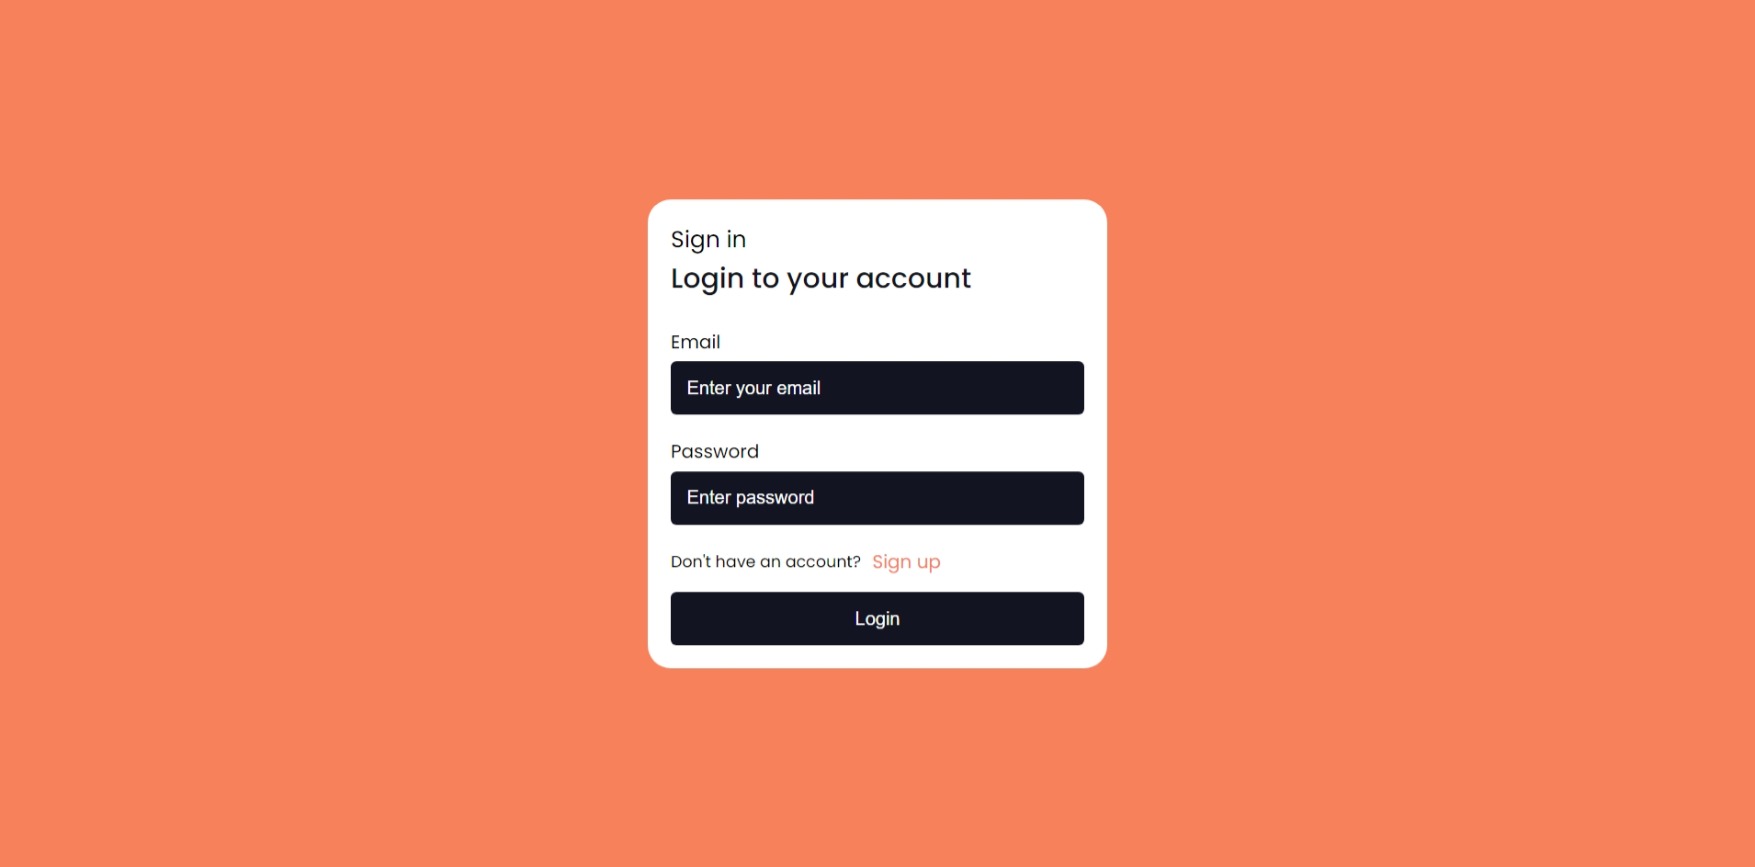 Sign in
Login to your account
Email
Enter your email
Password
Enter password
Don't have an account? Sign up
Login